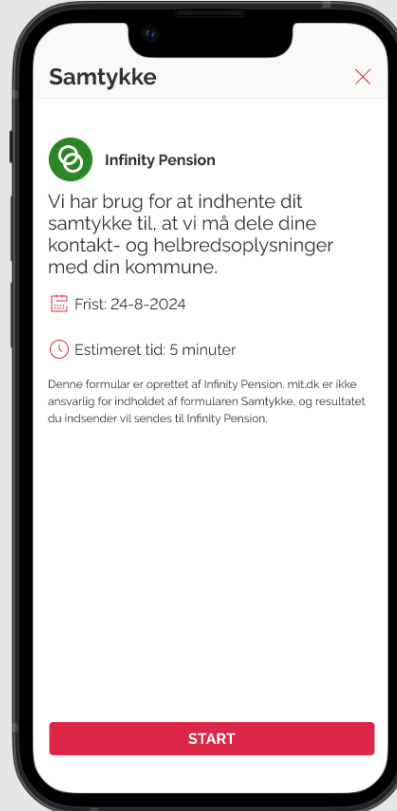 Samtykke
Infinity Pension
Vi har brug for at indhente dit
samtykke til, at vi må dele dine
kontakt- og helbredsoplysninger
med din kommune.
Frist: 24-8-2024
Estimeret tid: 5 minuter
Denne formular er oprettet af Infinity Pension. mit.dk er ikke
ansvarlig for indholdet af formularen Samtykke, og resultatet
du indsender vil sendes til Infinity Pension.
START